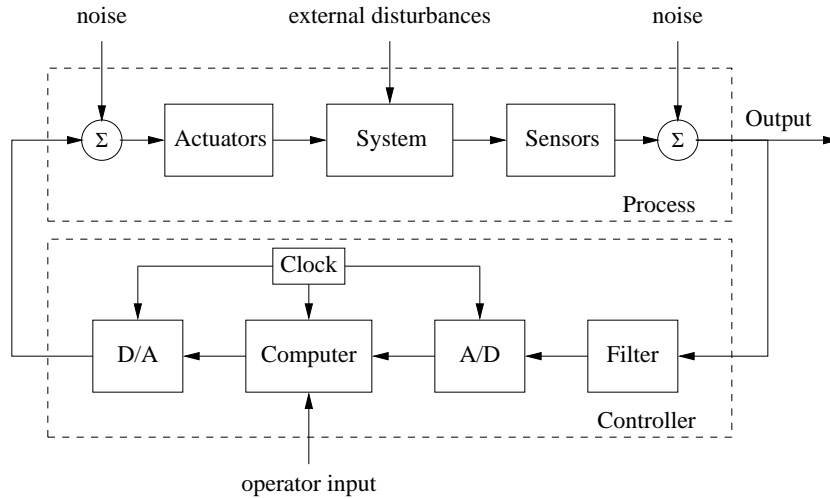 noise
external disturbances
noise
Σ
Actuators
System
Sensors
Σ
Output
Process
Clock
D/A
Computer
A/D
Filter
Controller
operator input